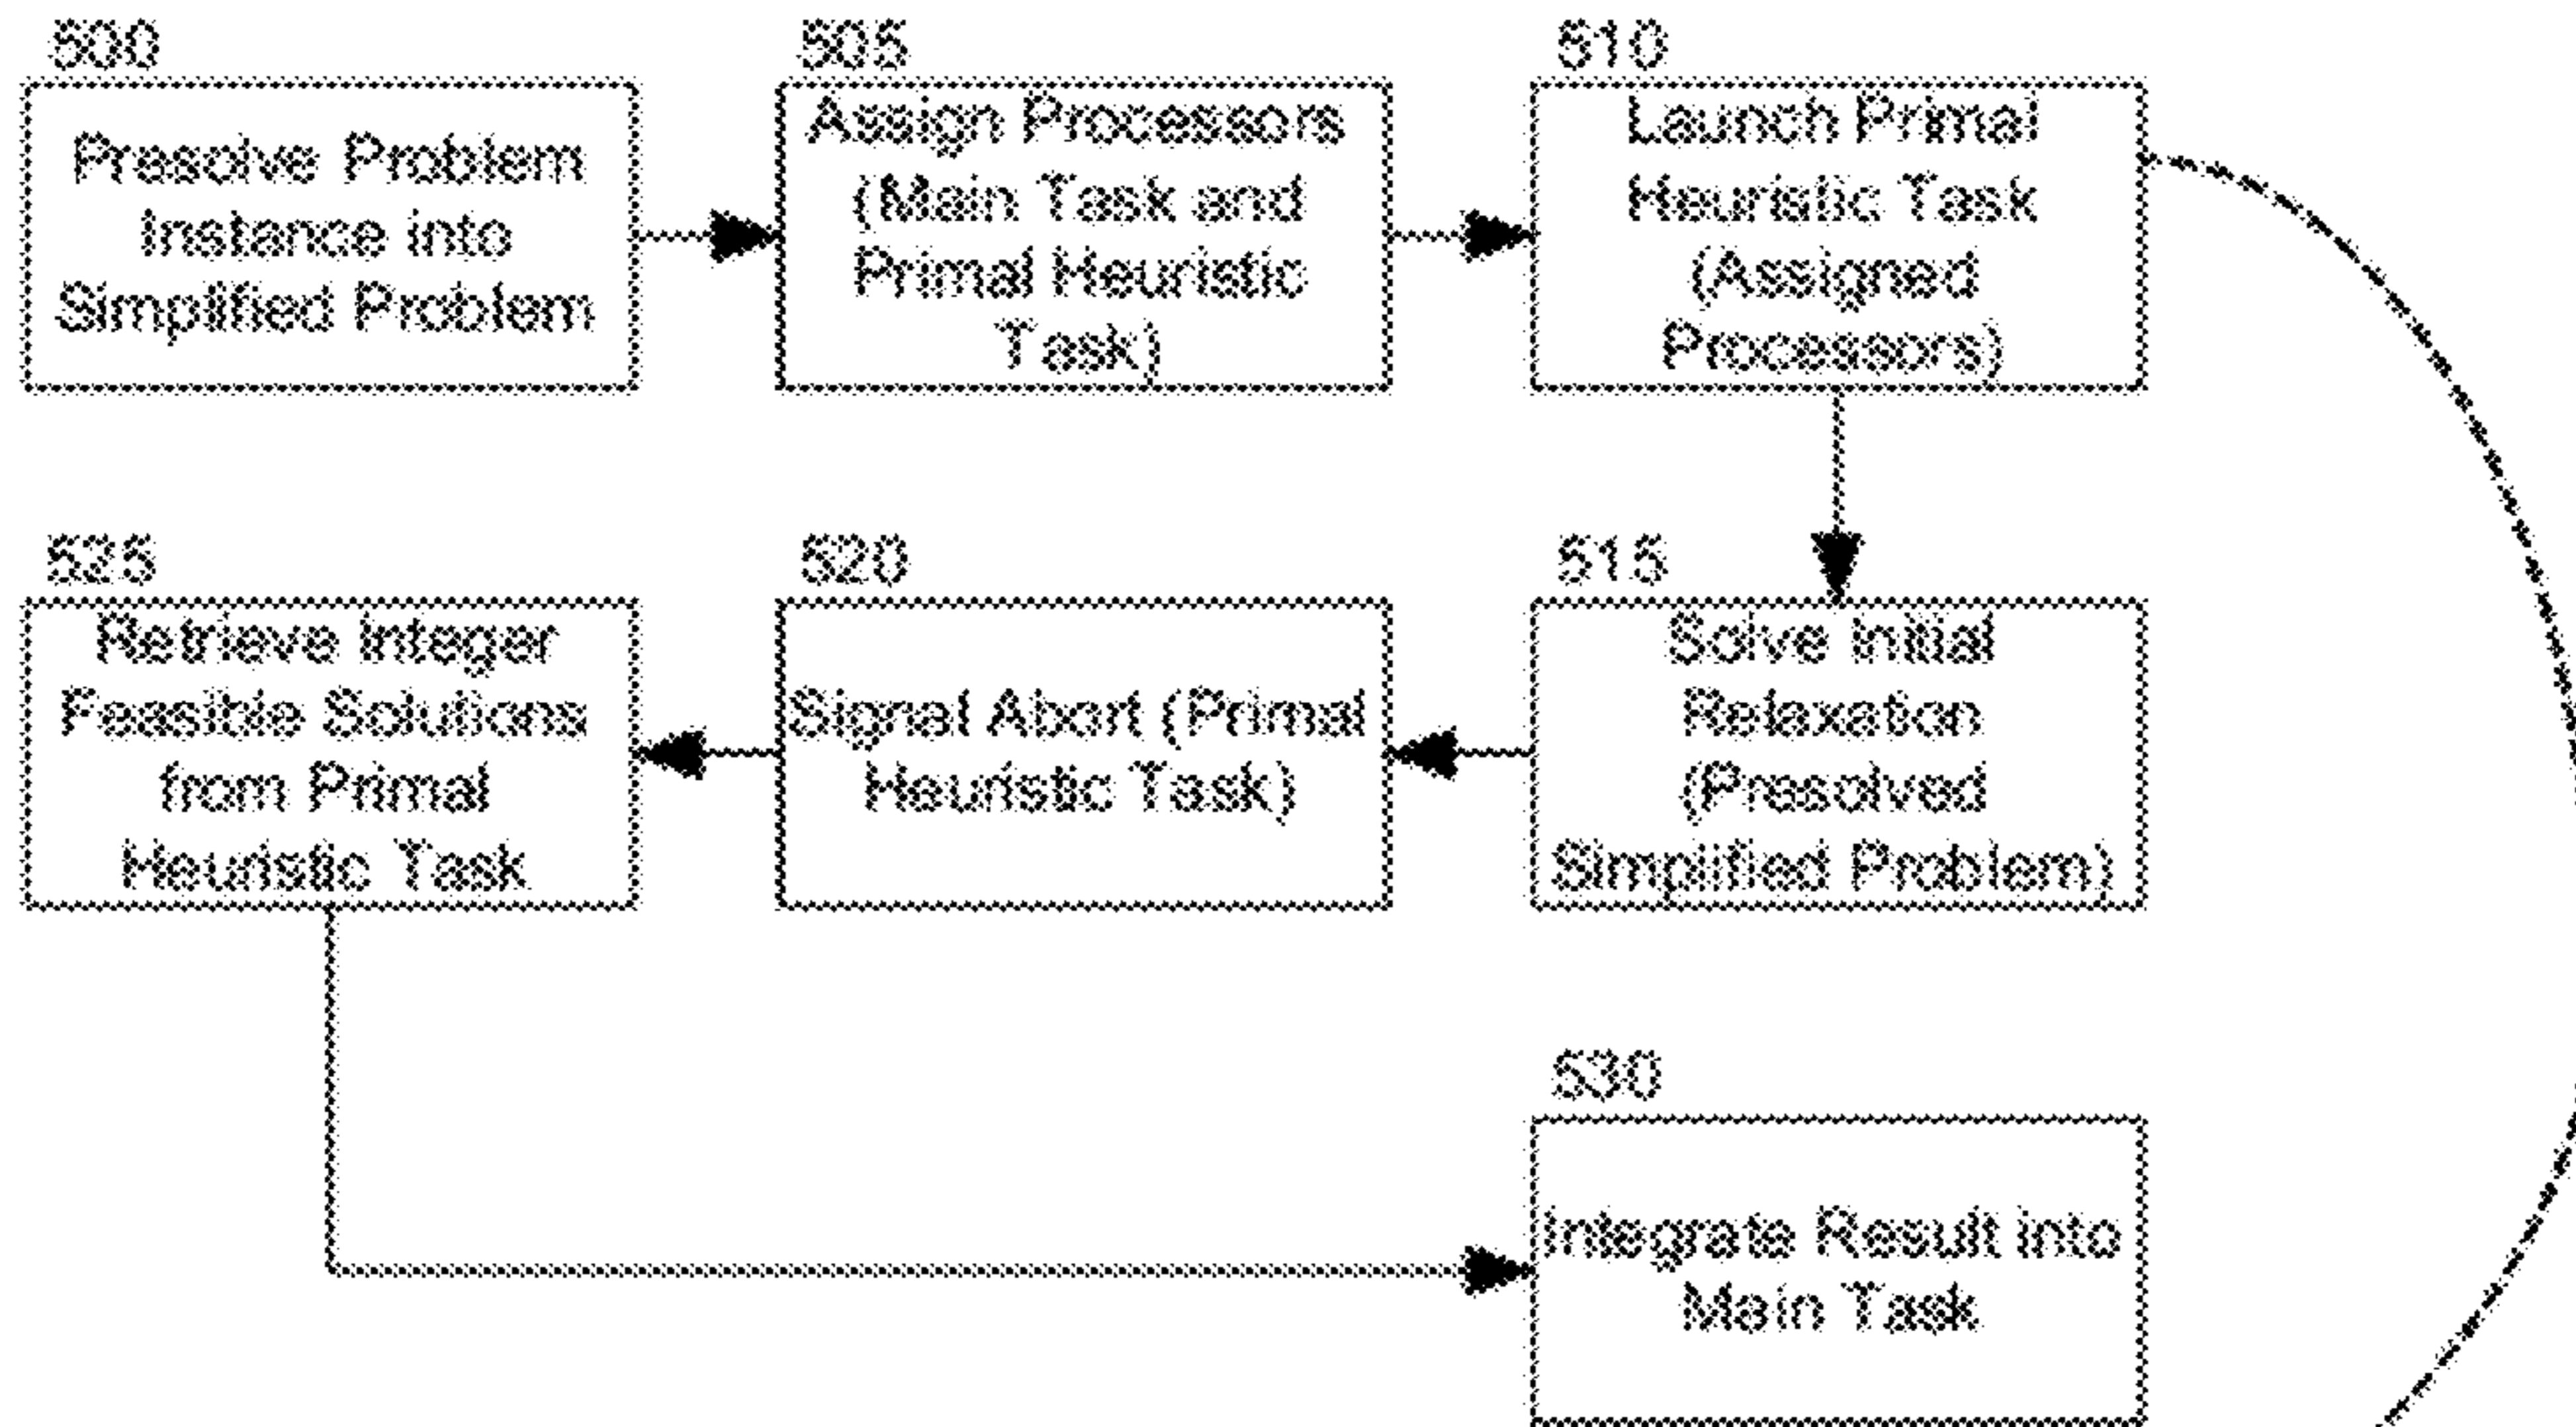 500
Presolve Problem
Instance into
Simplified Problem
505
Assign Processors
(Main Task and
Primal Heuristic
Task)
510
Launch Primal
Heuristic Task
(Assigned
Processors)
515
Solve Initial
Relaxation
(Presolved
Simplified Problem)
520
Signal Abort (Primal
Heuristic Task)
525
Retrieve Integer
Feasible Solutions
from Primal
Heuristic Task
530
Integrate Result into
Main Task